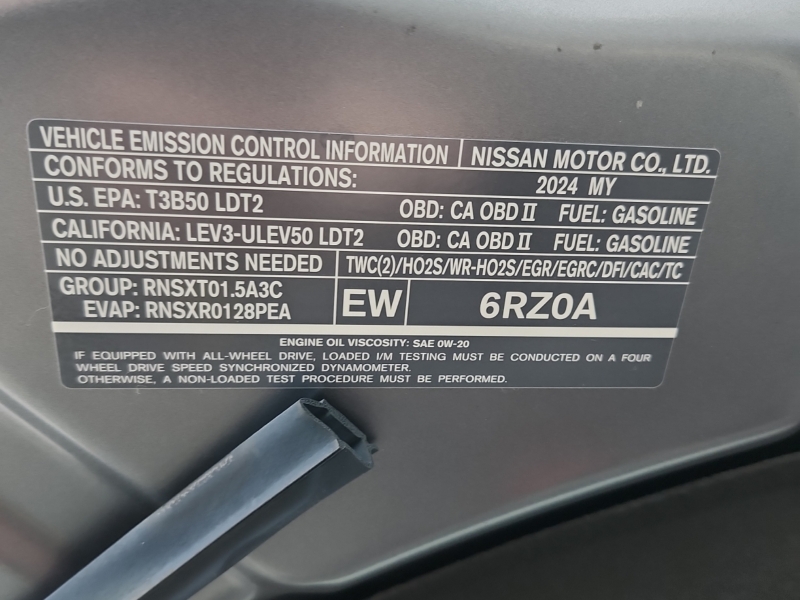 VEHICLE EMISSION CONTROL INFORMATION NISSAN MOTOR CO., LTD.
CONFORMS TO REGULATIONS: 2024 MY
U.S. EPA: T3B50 LDT2 OBD: CA OBD II FUEL: GASOLINE
CALIFORNIA: LEV3-ULEV50 LDT2 OBD: CA OBD II FUEL: GASOLINE
NO ADJUSTMENTS NEEDED TWC(2)/HO2S/WR-HO2S/EGR/EGRC/DFI/CAC/TC
GROUP: RNSXT01.5A3C
EVAP: RNSXR0128PEA
EW 6RZ0A
ENGINE OIL VISCOSITY: SAE 0W-20
IF EQUIPPED WITH ALL-WHEEL DRIVE, LOADED I/M TESTING MUST BE CONDUCTED ON A FOUR
WHEEL DRIVE SPEED SYNCHRONIZED DYNAMOMETER.
OTHERWISE, A NON-LOADED TEST PROCEDURE MUST BE PERFORMED.